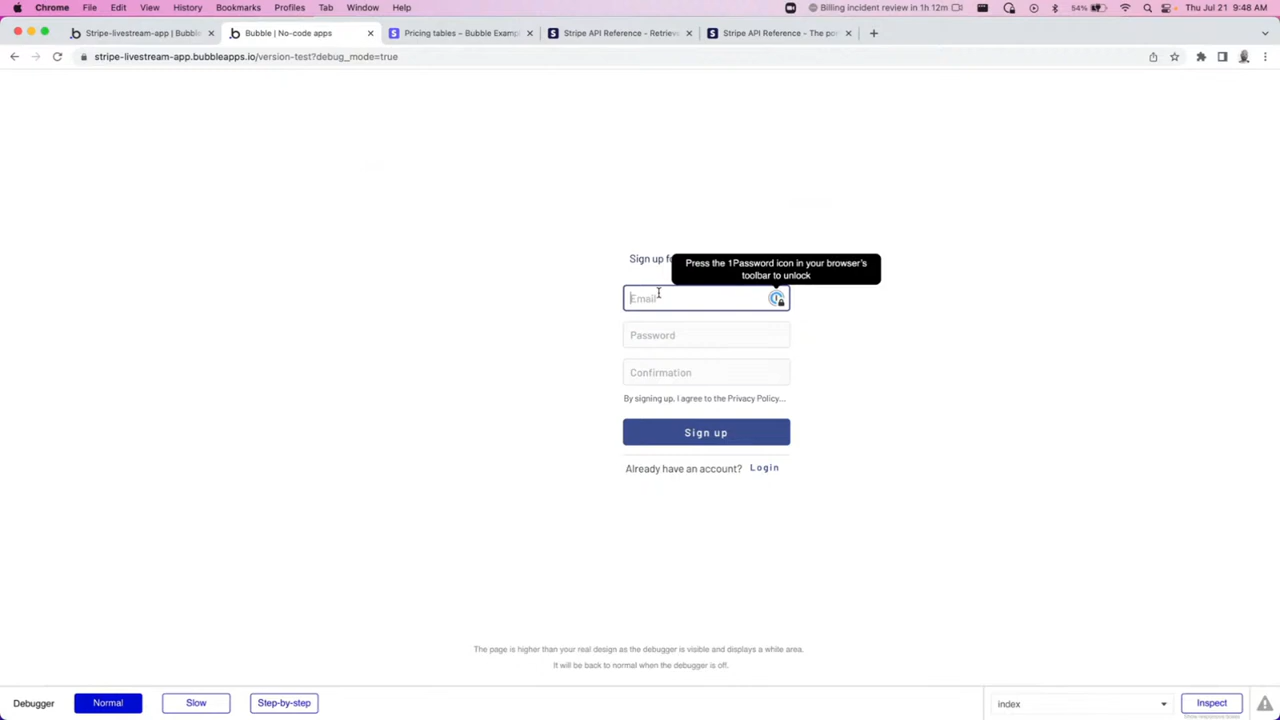 Chrome File Edit View History Bookmarks Profiles Tab Window Help Billing incident review in 1h 12m 54% Thu Jul 21 9:48 AM
Stripe-livestream-app | Bubble Bubble | No-code apps Pricing tables – Bubble Exampl Stripe API Reference - Retrieve Stripe API Reference - The po
stripe-livestream-app.bubbleapps.io/version-test?debug_mode=true
Sign up fo
Press the 1Password icon in your browser's
toolbar to unlock
Email
Password
Confirmation
By signing up, I agree to the Privacy Policy...
Sign up
Already have an account? Login
The page is higher than your real design as the debugger is visible and displays a white area.
It will be back to normal when the debugger is off.
Debugger Normal Slow Step-by-step index Inspect